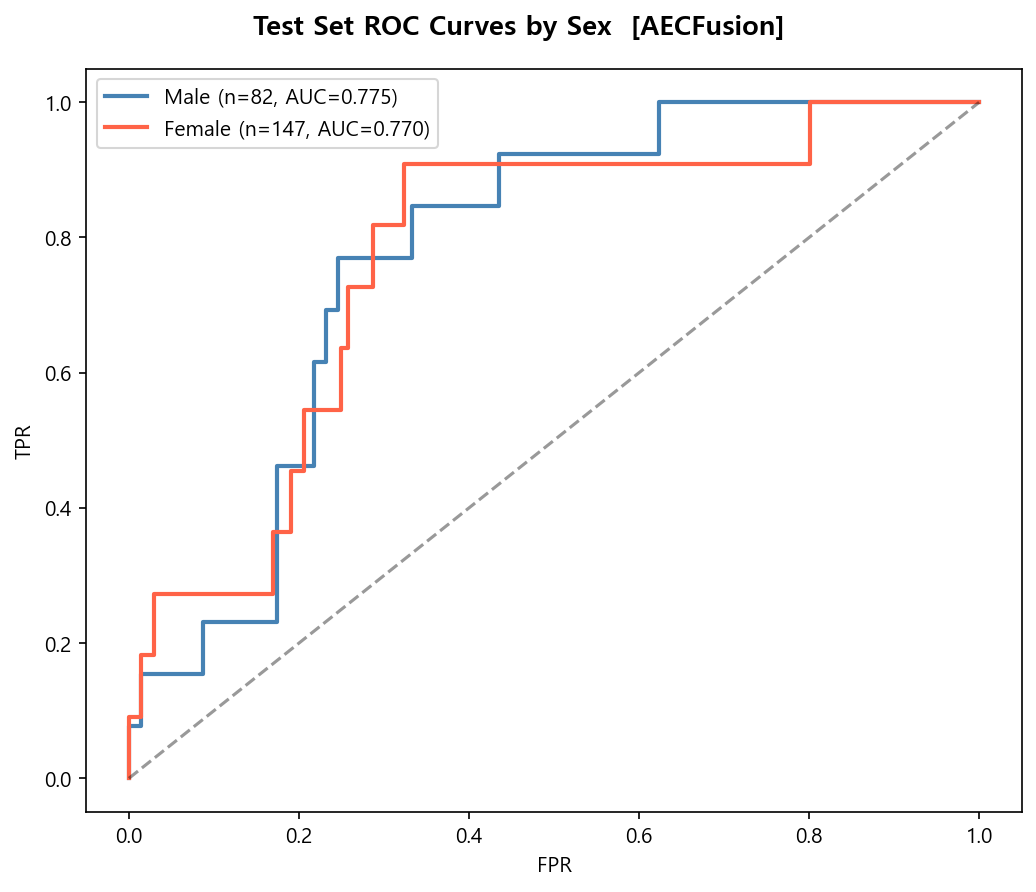 Test Set ROC Curves by Sex  [AECFusion]
Male (n=82, AUC=0.775)
Female (n=147, AUC=0.770)
1.0
0.8
0.6
0.4
0.2
0.0
TPR
0.0 0.2 0.4 0.6 0.8 1.0
FPR